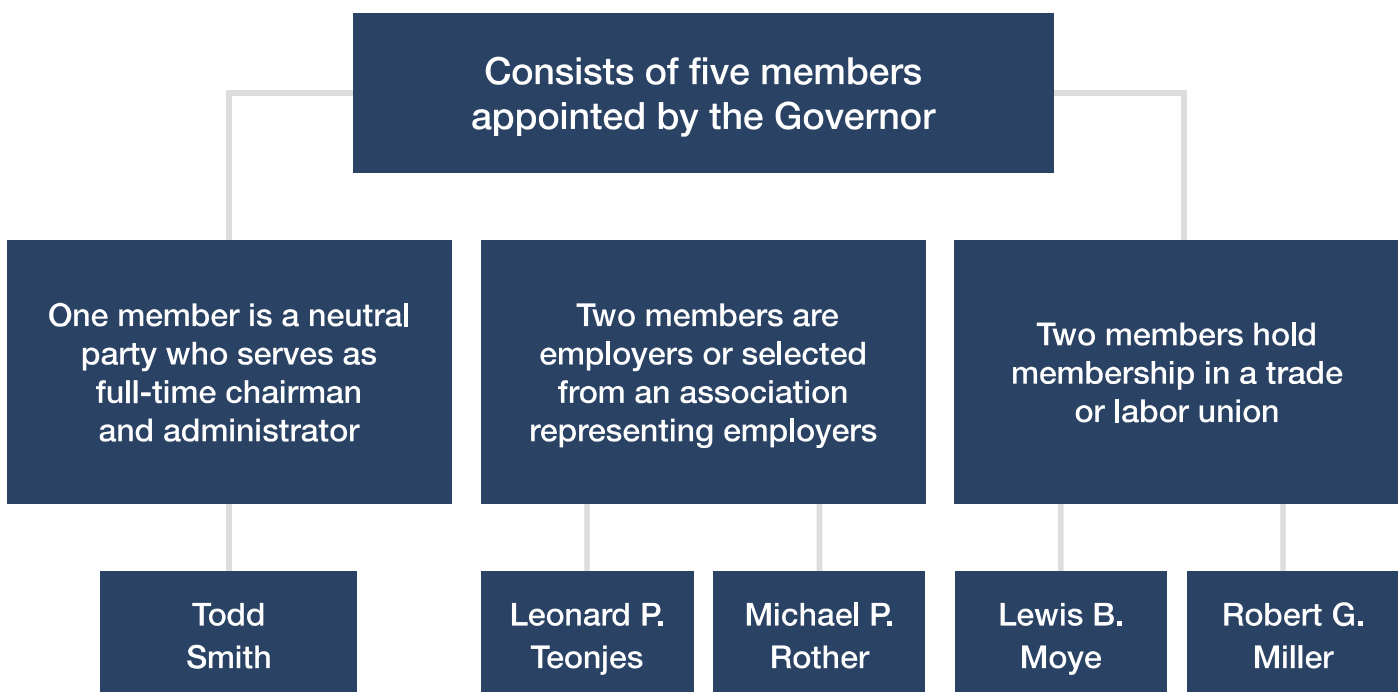 Consists of five members
appointed by the Governor
One member is a neutral
party who serves as
full-time chairman
and administrator
Two members are
employers or selected
from an association
representing employers
Two members hold
membership in a trade
or labor union
Todd
Smith
Leonard P.
Teonjes
Michael P.
Rother
Lewis B.
Moye
Robert G.
Miller